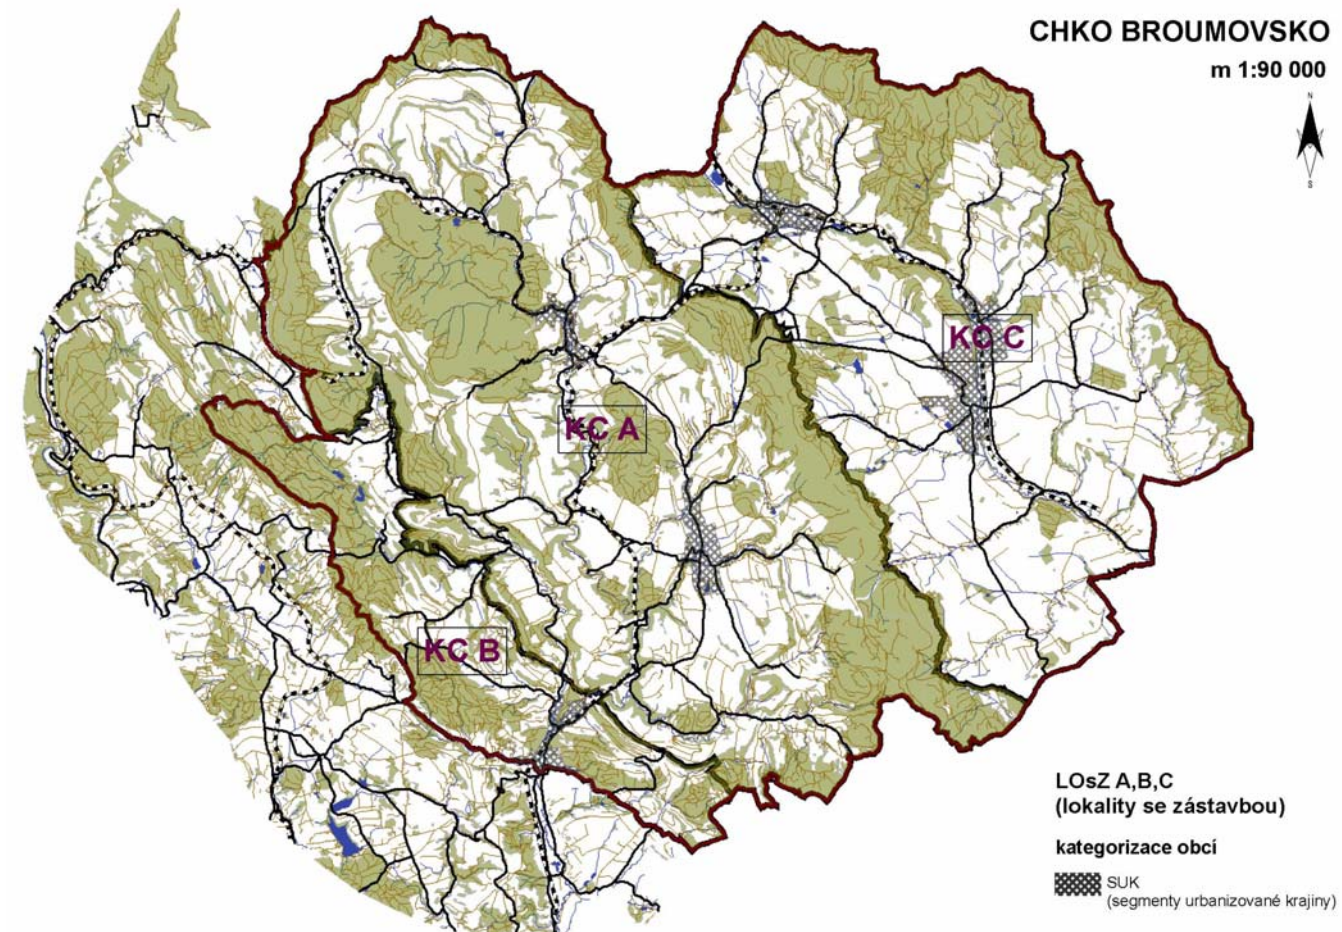 CHKO BROUMOVSKO
m 1:90 000
N
S
KC C
KC A
KC B
LOsZ A,B,C
(lokality se zástavbou)
kategorizace obcí
SUK
(segmenty urbanizované krajiny)